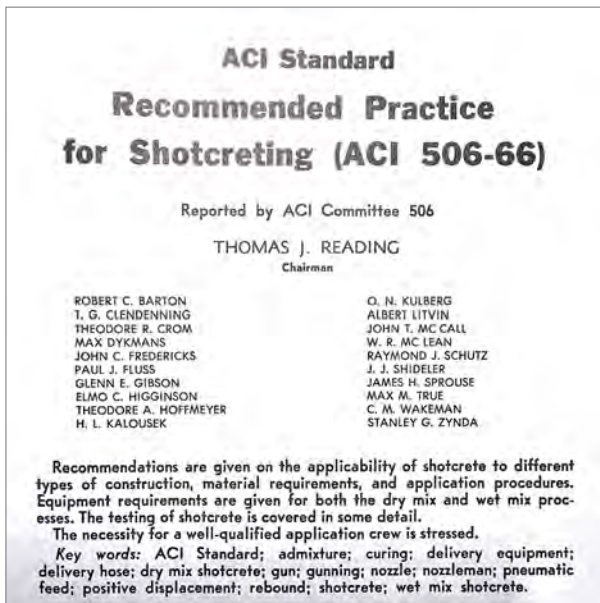 ACI Standard
Recommended Practice
for Shotcreting (ACI 506-66)
Reported by ACI Committee 506
THOMAS J. READING
Chairman
ROBERT C. BARTON
T. G. CLENDENNING
THEODORE R. CROM
MAX DYKMANS
JOHN C. FREDERICKS
PAUL J. FLUSS
GLENN E. GIBSON
ELMO C. HIGGINSON
THEODORE A. HOFFMEYER
H. L. KALOUSEK
O. N. KULBERG
ALBERT LITVIN
JOHN T. MC CALL
W. R. MC LEAN
RAYMOND J. SCHUTZ
J. J. SHIDELER
JAMES H. SPROUSE
MAX M. TRUE
C. M. WAKEMAN
STANLEY G. ZYNDA
Recommendations are given on the applicability of shotcrete to different
types of construction, material requirements, and application procedures.
Equipment requirements are given for both the dry mix and wet mix proc-
esses. The testing of shotcrete is covered in some detail.
The necessity for a well-qualified application crew is stressed.
Key words: ACI Standard; admixture; curing; delivery equipment;
delivery hose; dry mix shotcrete; gun; gunning; nozzle; nozzleman; pneumatic
feed; positive displacement; rebound; shotcrete; wet mix shotcrete.